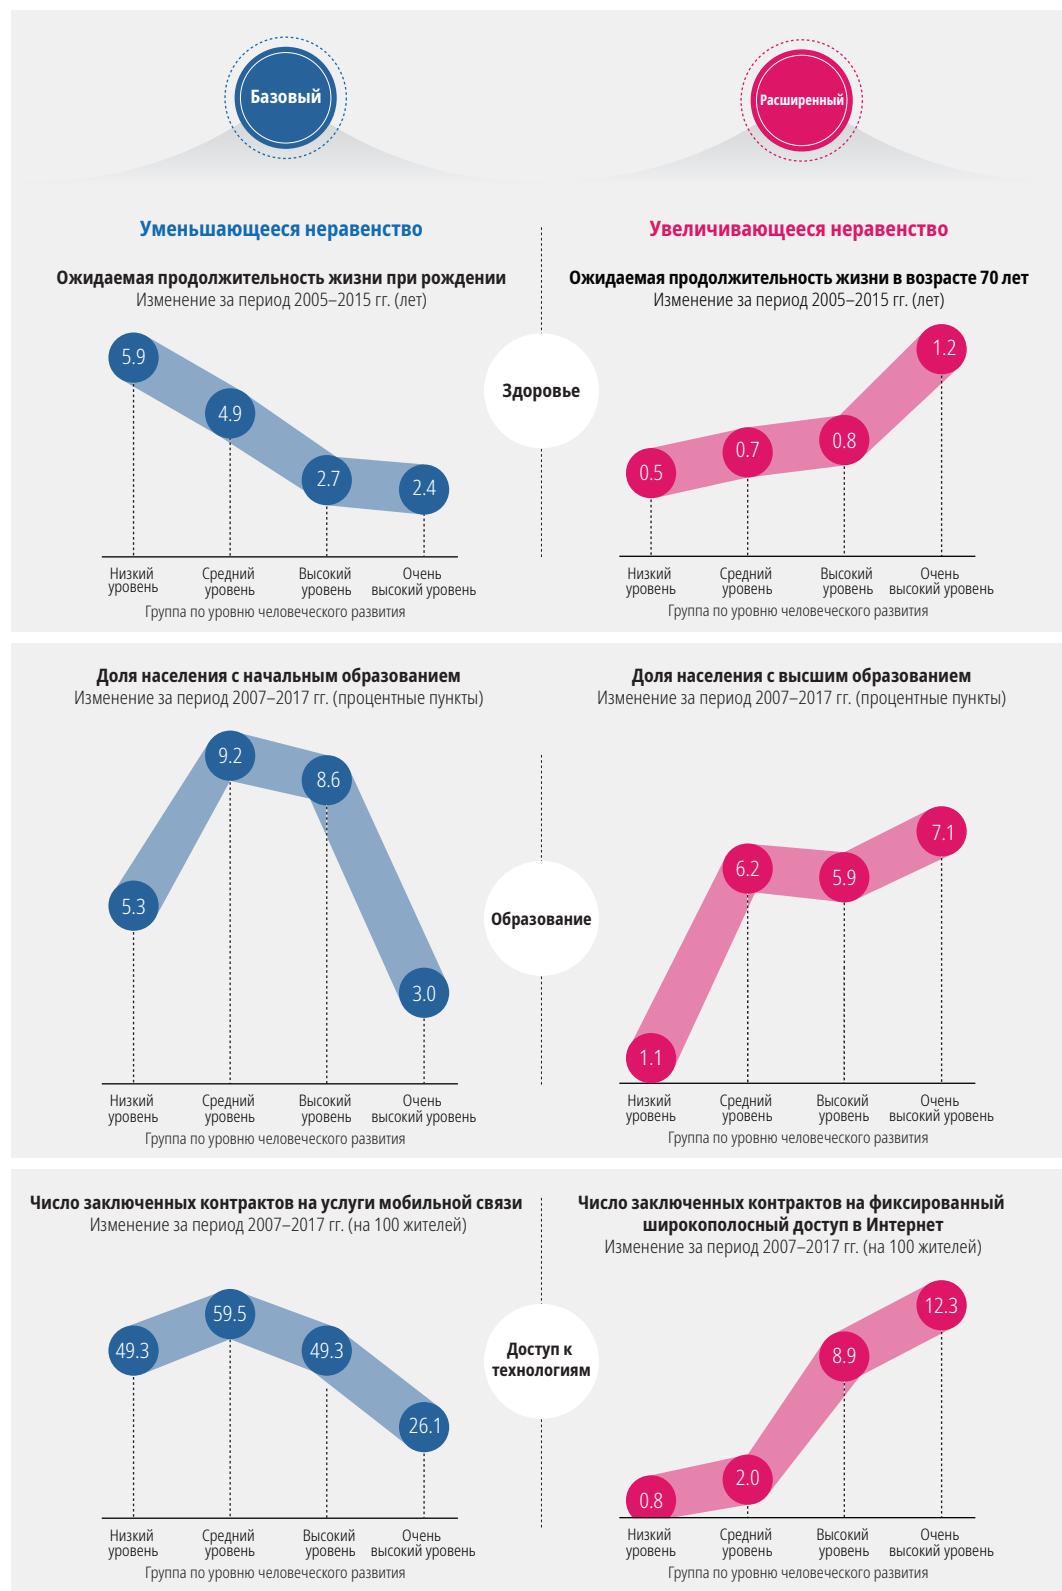 Базовый
Расширенный
Уменьшающееся неравенство
Увеличивающееся неравенство
Ожидаемая продолжительность жизни при рождении
Изменение за период 2005–2015 гг. (лет)
5.9
4.9
2.7
2.4
Низкий
уровень
Средний
уровень
Высокий
уровень
Очень
высокий уровень
Группа по уровню человеческого развития
Здоровье
Ожидаемая продолжительность жизни в возрасте 70 лет
Изменение за период 2005–2015 гг. (лет)
0.5
0.7
0.8
1.2
Низкий
уровень
Средний
уровень
Высокий
уровень
Очень
высокий уровень
Группа по уровню человеческого развития
Доля населения с начальным образованием
Изменение за период 2007–2017 гг. (процентные пункты)
5.3
9.2
8.6
3.0
Низкий
уровень
Средний
уровень
Высокий
уровень
Очень
высокий уровень
Группа по уровню человеческого развития
Образование
Доля населения с высшим образованием
Изменение за период 2007–2017 гг. (процентные пункты)
1.1
6.2
5.9
7.1
Низкий
уровень
Средний
уровень
Высокий
уровень
Очень
высокий уровень
Группа по уровню человеческого развития
Число заключенных контрактов на услуги мобильной связи
Изменение за период 2007–2017 гг. (на 100 жителей)
49.3
59.5
49.3
26.1
Низкий
уровень
Средний
уровень
Высокий
уровень
Очень
высокий уровень
Группа по уровню человеческого развития
Доступ к
технологиям
Число заключенных контрактов на фиксированный
широкополосный доступ в Интернет
Изменение за период 2007–2017 гг. (на 100 жителей)
0.8
2.0
8.9
12.3
Низкий
уровень
Средний
уровень
Высокий
уровень
Очень
высокий уровень
Группа по уровню человеческого развития